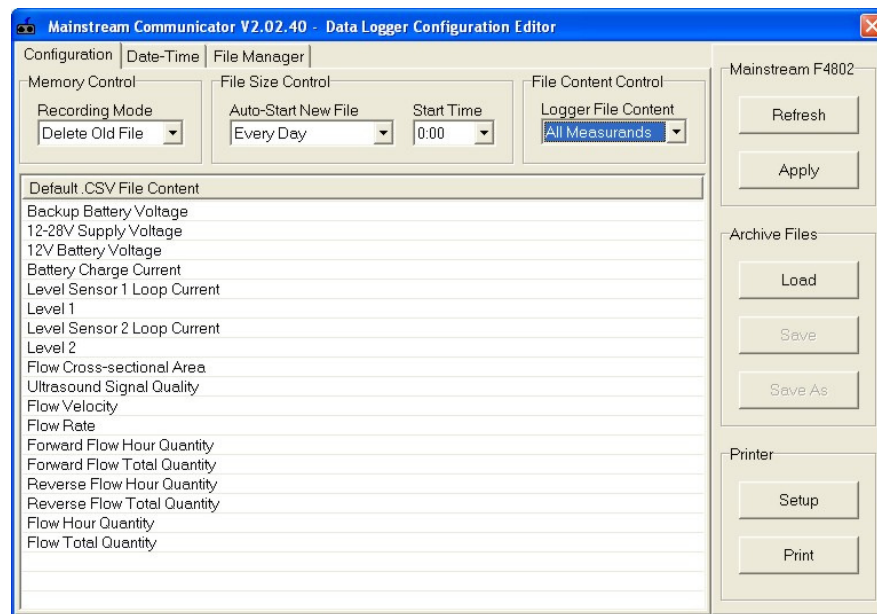 Mainstream Communicator V2.02.40 - Data Logger Configuration Editor
Configuration
Date-Time
File Manager
Memory Control
Recording Mode
Delete Old File
File Size Control
Auto-Start New File
Every Day
Start Time
0:00
File Content Control
Logger File Content
All Measurands
Default .CSV File Content
Backup Battery Voltage
12-28V Supply Voltage
12V Battery Voltage
Battery Charge Current
Level Sensor 1 Loop Current
Level 1
Level Sensor 2 Loop Current
Level 2
Flow Cross-sectional Area
Ultrasound Signal Quality
Flow Velocity
Flow Rate
Forward Flow Hour Quantity
Forward Flow Total Quantity
Reverse Flow Hour Quantity
Reverse Flow Total Quantity
Flow Hour Quantity
Flow Total Quantity
Mainstream F4802
Refresh
Apply
Archive Files
Load
Save
Save As
Printer
Setup
Print